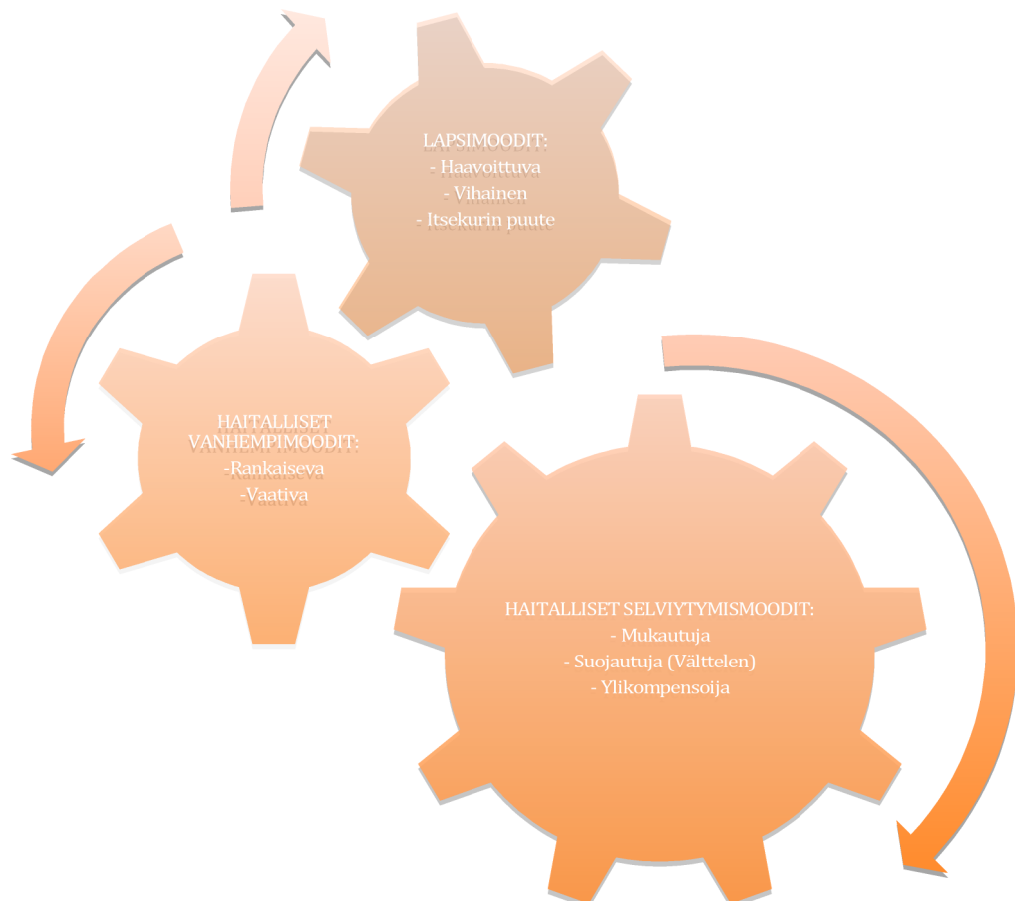 LAPSIMOODIT:
- Haavoittuva
- Vihainen
- Itsekurin puute
HAITALLISET
VANHEMPIMOODIT:
-Rankaiseva
-Vaativa
HAITALLISET SELVIYTYMISMOODIT:
- Mukautuja
- Suojautuja (Välttelen)
- Ylikompensoija